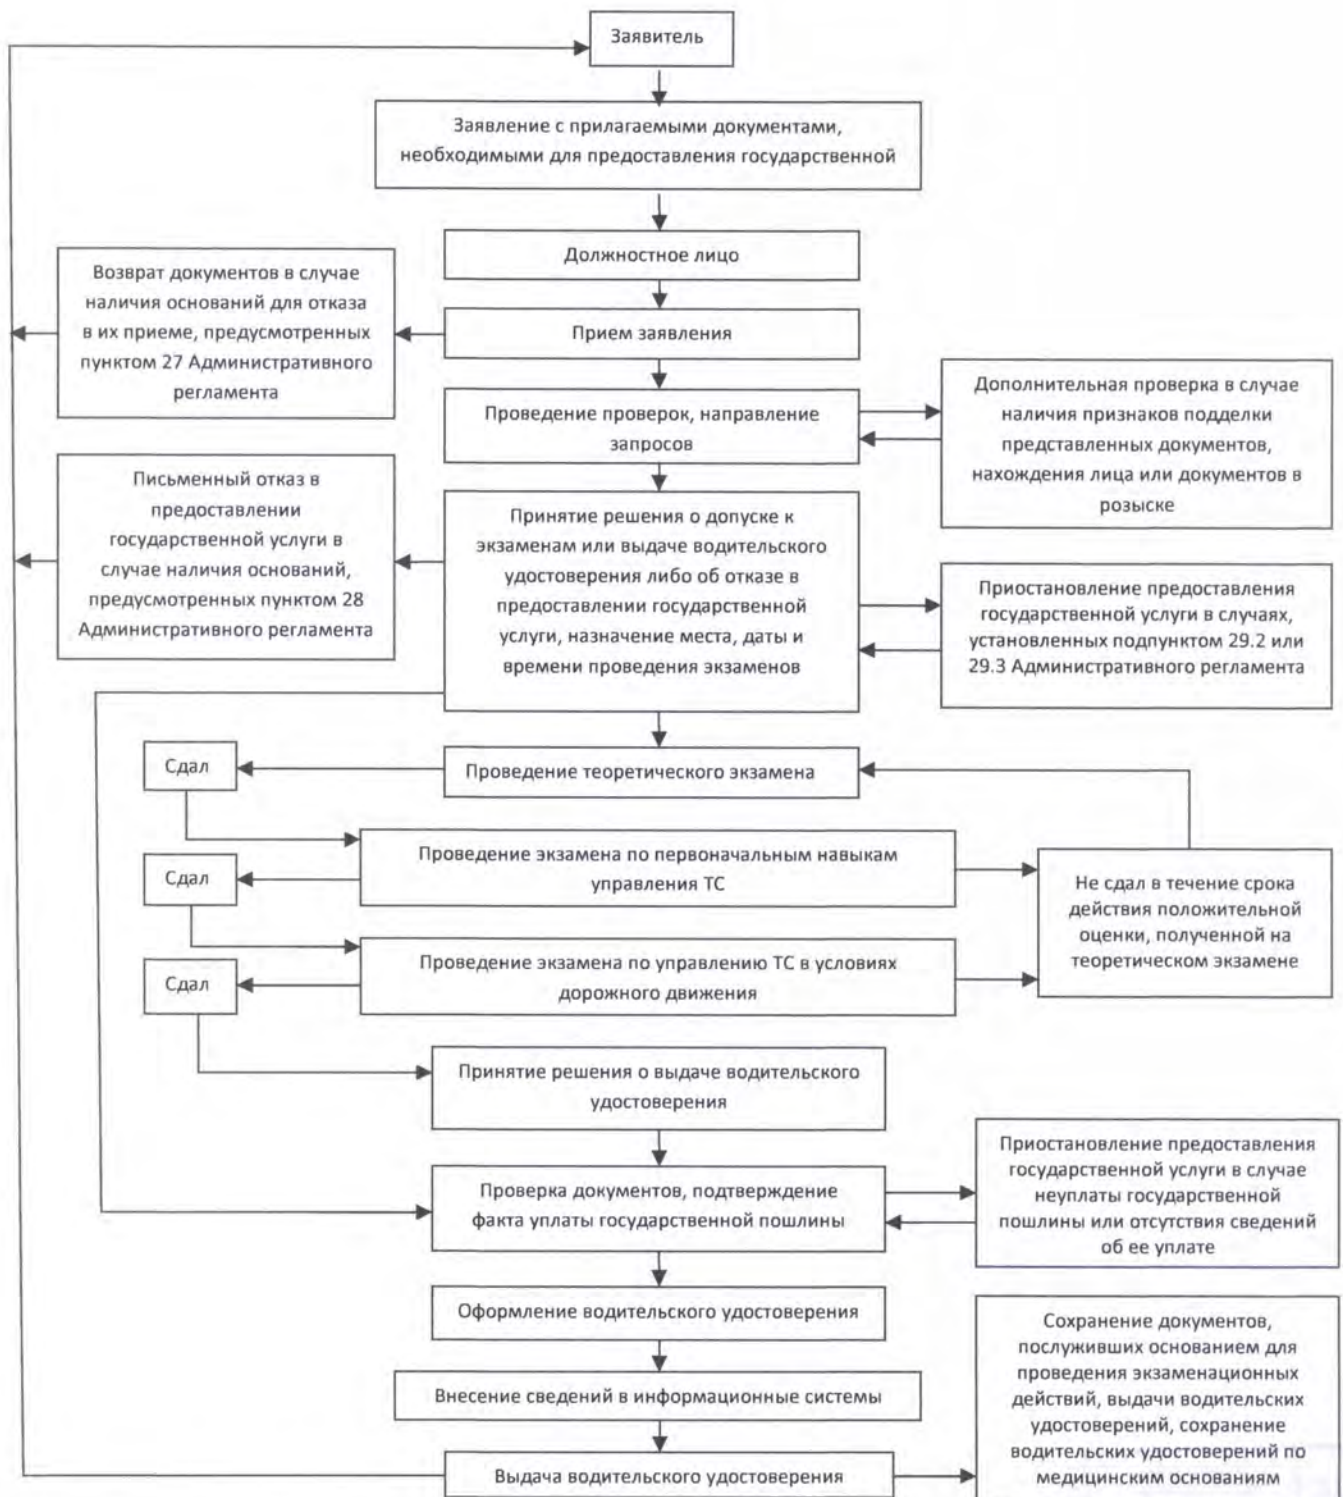 Заявитель
Заявление с прилагаемыми документами,
необходимыми для предоставления государственной
Должностное лицо
Возврат документов в случае
наличия оснований для отказа
в их приеме, предусмотренных
пунктом 27 Административного
регламента
Прием заявления
Проведение проверок, направление
запросов
Дополнительная проверка в случае
наличия признаков подделки
представленных документов,
нахождения лица или документов в
розыске
Письменный отказ в
предоставлении
государственной услуги в
случае наличия оснований,
предусмотренных пунктом 28
Административного регламента
Принятие решения о допуске к
экзаменам или выдаче водительского
удостоверения либо об отказе в
предоставлении государственной
услуги, назначение места, даты и
времени проведения экзаменов
Приостановление предоставления
государственной услуги в случаях,
установленных подпунктом 29.2 или
29.3 Административного регламента
Сдал
Проведение теоретического экзамена
Проведение экзамена по первоначальным навыкам
управления ТС
Сдал
Не сдал в течение срока
действия положительной
оценки, полученной на
теоретическом экзамене
Проведение экзамена по управлению ТС в условиях
дорожного движения
Сдал
Принятие решения о выдаче водительского
удостоверения
Проверка документов, подтверждение
факта уплаты государственной пошлины
Приостановление предоставления
государственной услуги в случае
неуплаты государственной
пошлины или отсутствия сведений
об ее уплате
Оформление водительского удостоверения
Внесение сведений в информационные системы
Выдача водительского удостоверения
Сохранение документов,
послуживших основанием для
проведения экзаменационных
действий, выдачи водительских
удостоверений, сохранение
водительских удостоверений по
медицинским основаниям